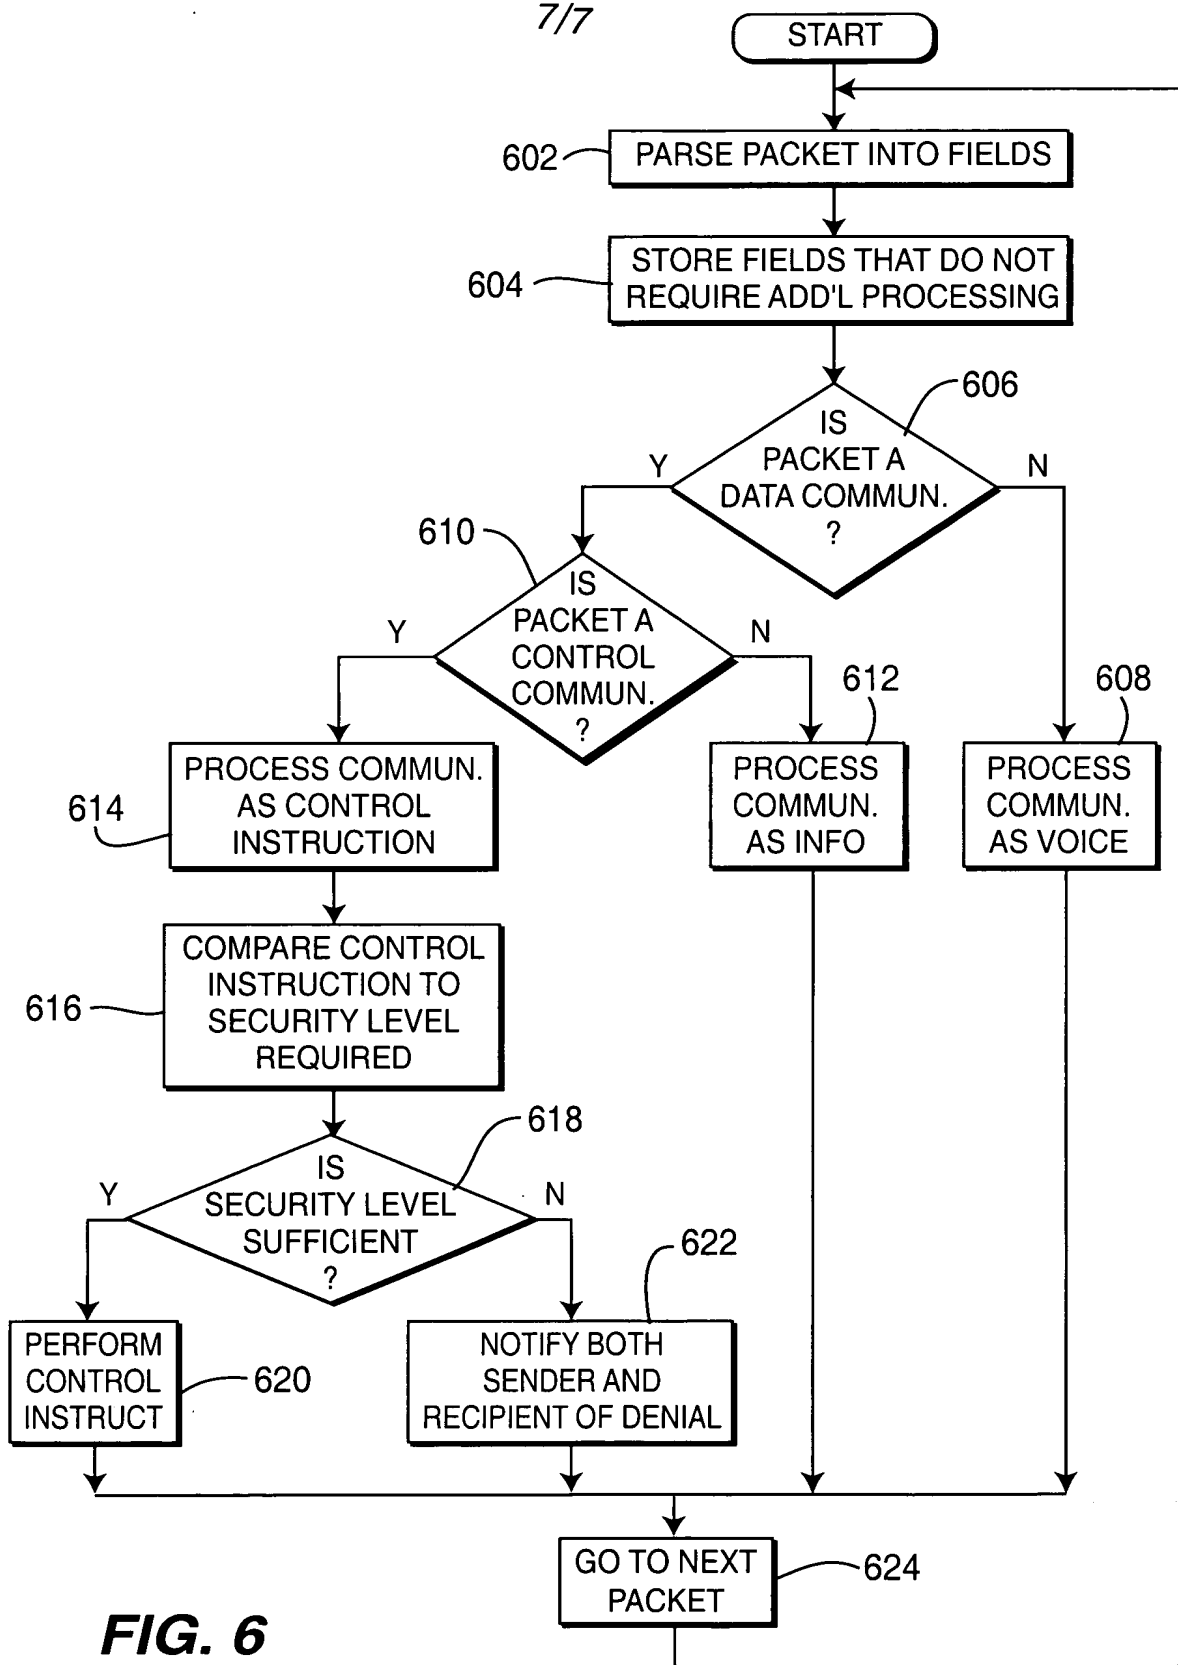 7/7
START
602
PARSE PACKET INTO FIELDS
604
STORE FIELDS THAT DO NOT
REQUIRE ADD'L PROCESSING
606
IS
PACKET A
DATA COMMUN.
?
Y
N
610
IS
PACKET A
CONTROL
COMMUN.
?
Y
N
612
608
614
PROCESS COMMUN.
AS CONTROL
INSTRUCTION
PROCESS
COMMUN.
AS INFO
PROCESS
COMMUN.
AS VOICE
616
COMPARE CONTROL
INSTRUCTION TO
SECURITY LEVEL
REQUIRED
618
IS
SECURITY LEVEL
SUFFICIENT
?
Y
N
622
PERFORM
CONTROL
INSTRUCT
620
NOTIFY BOTH
SENDER AND
RECIPIENT OF DENIAL
GO TO NEXT
PACKET
624
FIG. 6